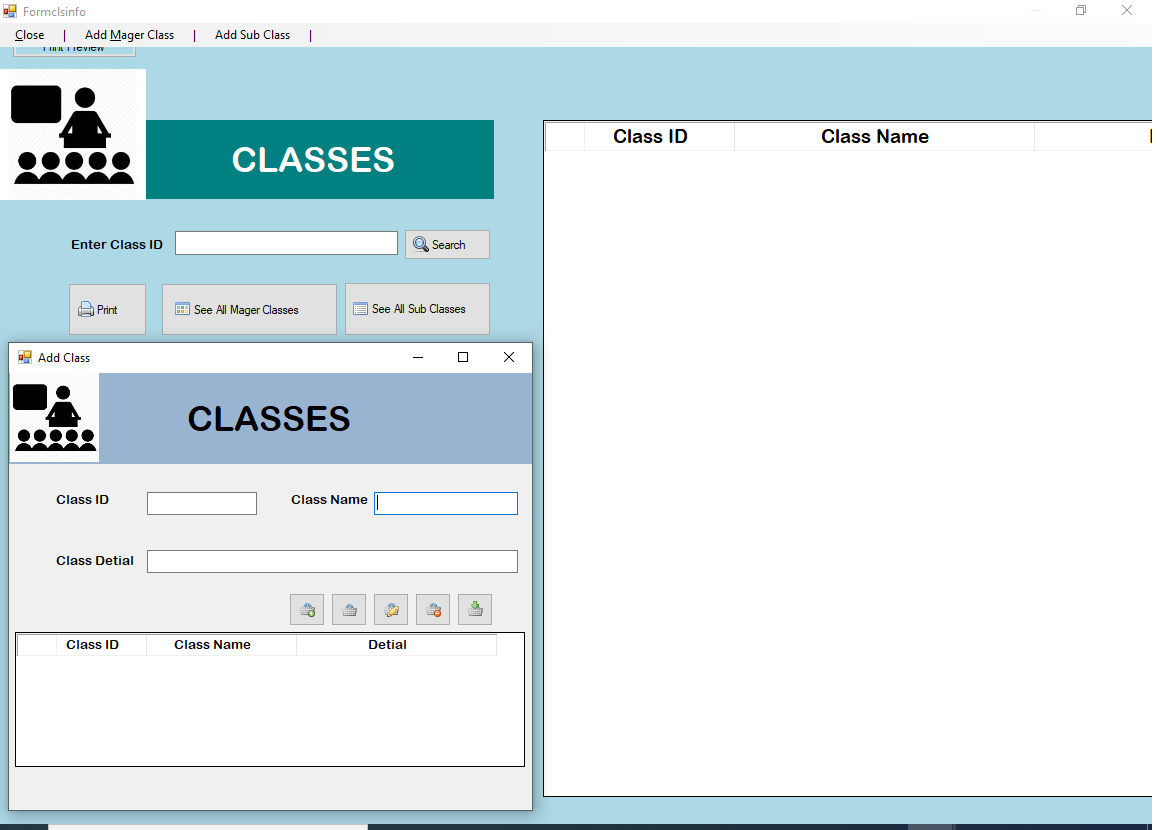 Formclsinfo
Close | Add Mager Class | Add Sub Class |
Print Preview
CLASSES
Class ID Class Name
Enter Class ID Search
Print See All Mager Classes See All Sub Classes
Add Class
CLASSES
Class ID Class Name
Class Detial
Class ID Class Name Detial